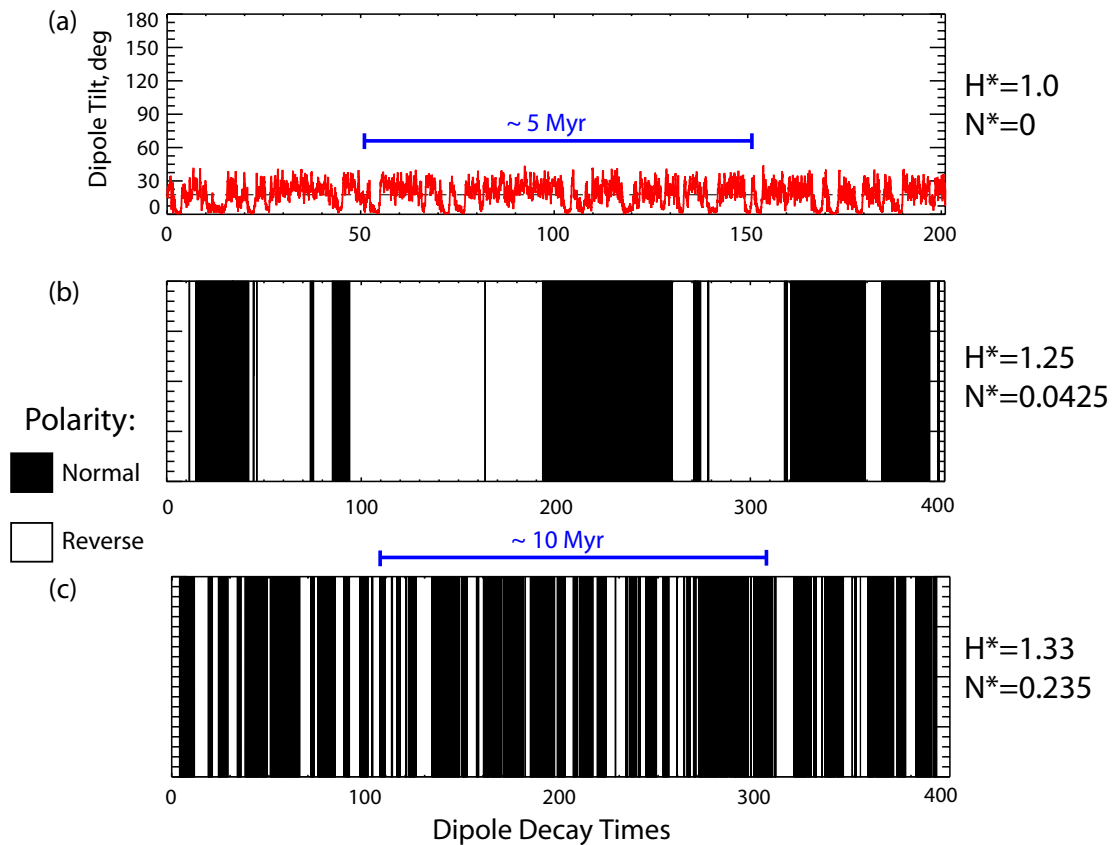 (a)
Dipole Tilt, deg
180
150
120
90
60
30
0
~ 5 Myr
H*=1.0
N*=0
0 50 100 150 200
(b)
H*=1.25
N*=0.0425
Polarity:
Normal
Reverse
0 100 200 300 400
~ 10 Myr
(c)
H*=1.33
N*=0.235
0 100 200 300 400
Dipole Decay Times